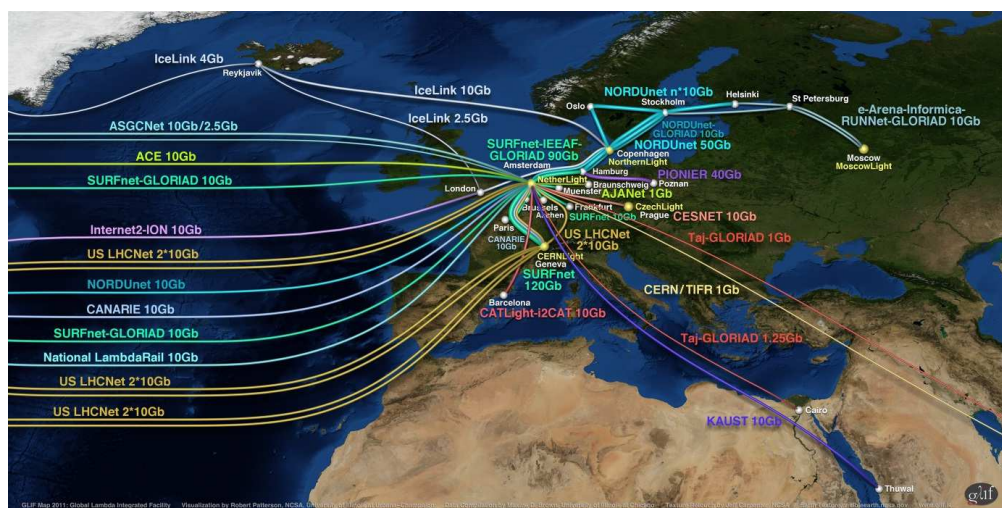 IceLink 4Gb
Reykjavik
IceLink 10Gb
IceLink 2.5Gb
ASGCNet 10Gb/2.5Gb
ACE 10Gb
SURFnet-GLORIAD 10Gb
Internet2-ION 10Gb
US LHCNet 2*10Gb
NORDUnet 10Gb
CANARIE 10Gb
SURFnet-GLORIAD 10Gb
National LambdaRail 10Gb
US LHCNet 2*10Gb
US LHCNet 2*10Gb
NORDUnet n*10Gb
Oslo
Stockholm
Helsinki
St Petersburg
e-Arena-Informica-
RUNNet-GLORIAD 10Gb
Moscow
MoscowLight
NORDUnet-
GLORIAD 10Gb
NORDUnet 50Gb
Copenhagen
NorthernLight
SURFnet-IEEAF-
GLORIAD 90Gb
Amsterdam
NetherLight
London
Hamburg
PIONIER 40Gb
Braunschweig
Poznan
Muenster
AJANet 1Gb
Brussels
Aachen
Frankfurt
SURFnet 10Gb
CzechLight
Prague
CESNET 10Gb
Paris
CANARIE
10Gb
US LHCNet
2*10Gb
CERNLight
Geneva
SURFnet
120Gb
Barcelona
CATLight-i2CAT 10Gb
Taj-GLORIAD 1Gb
CERN/TIFR 1Gb
Taj-GLORIAD 1.25Gb
KAUST 10Gb
Cairo
Thuwal
glif
GLIF Map 2011: Global Lambda Integrated Facility
Visualization by Robert Patterson, NCSA,